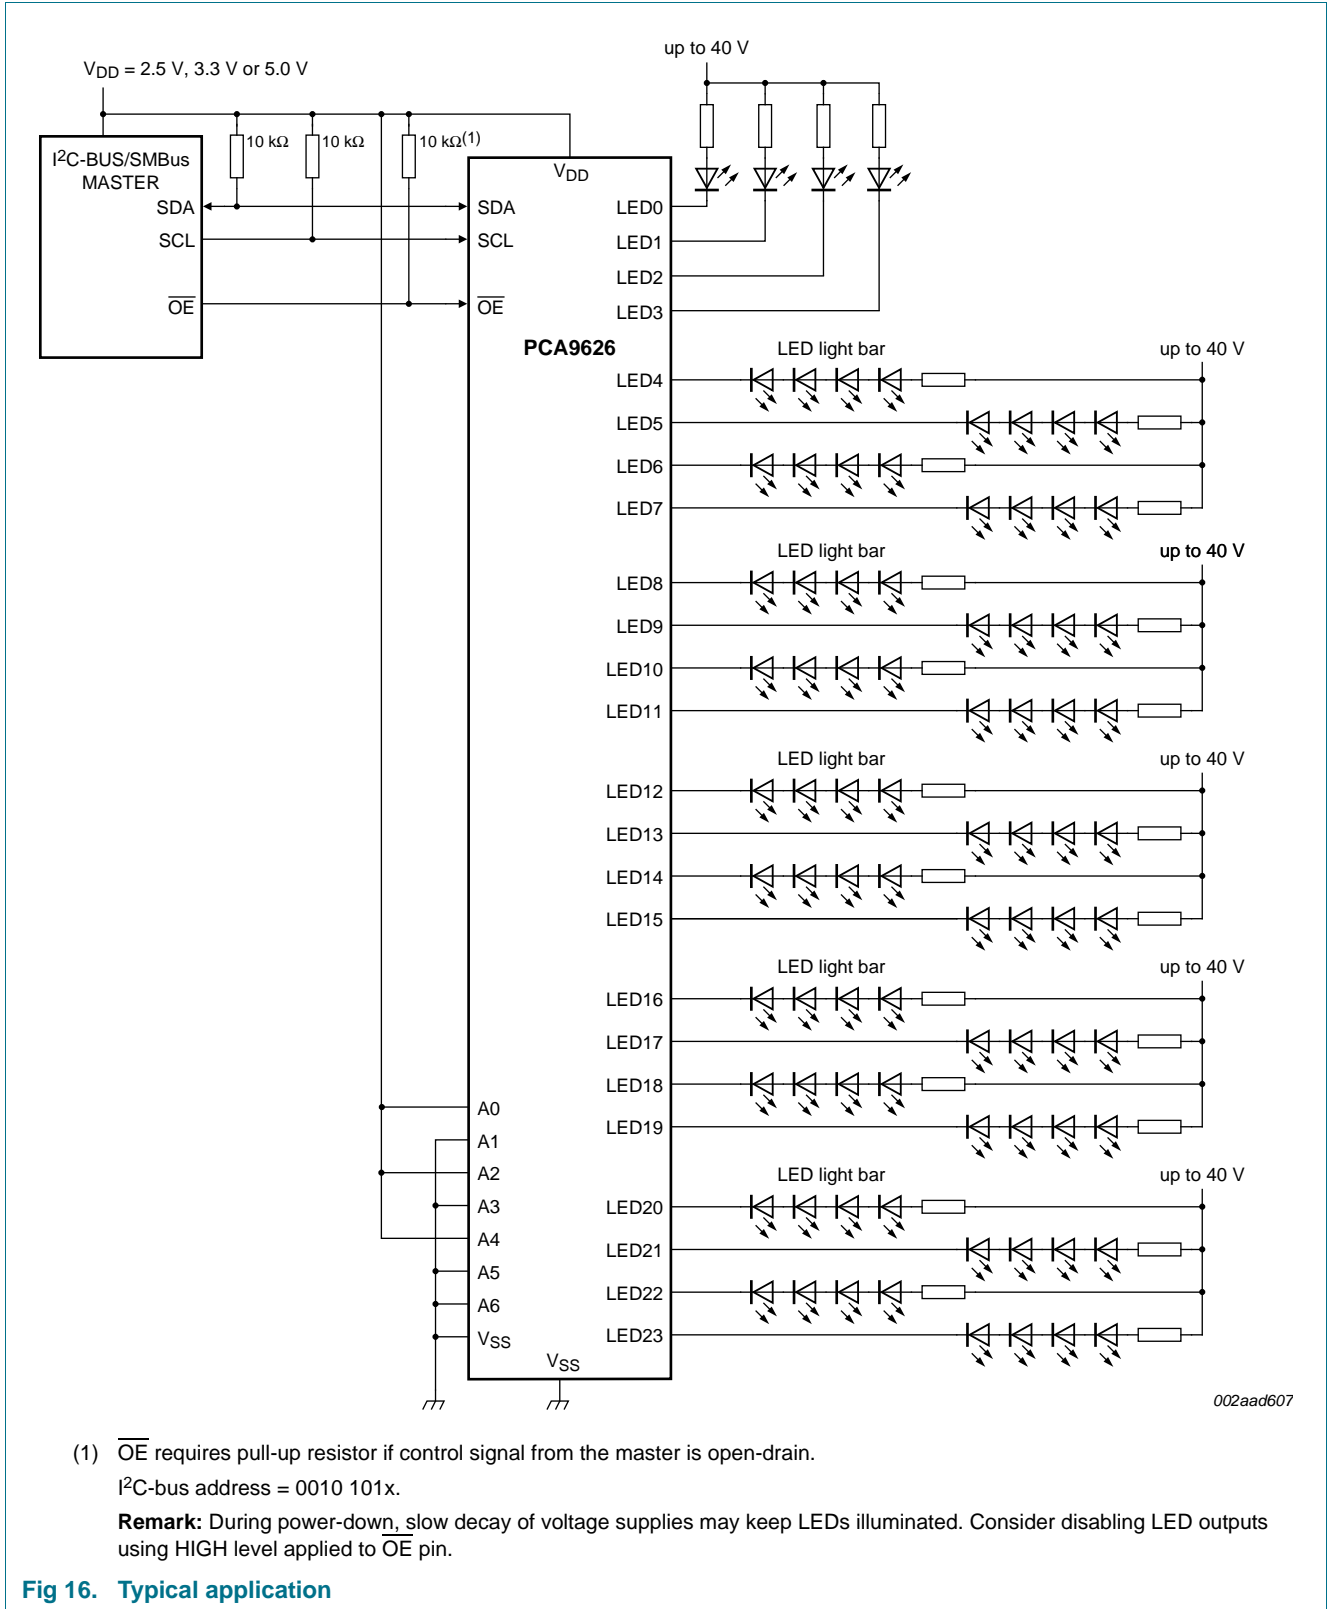 up to 40 V
VDD = 2.5 V, 3.3 V or 5.0 V
10 kΩ
10 kΩ
10 kΩ(1)
I2C-BUS/SMBus
MASTER
SDA
SCL
OE
VDD
SDA
SCL
OE
PCA9626
LED0
LED1
LED2
LED3
LED light bar
up to 40 V
LED4
LED5
LED6
LED7
LED light bar
up to 40 V
LED8
LED9
LED10
LED11
LED light bar
up to 40 V
LED12
LED13
LED14
LED15
LED light bar
up to 40 V
LED16
LED17
LED18
LED19
LED light bar
up to 40 V
LED20
LED21
LED22
LED23
A0
A1
A2
A3
A4
A5
A6
VSS
VSS
002aad607
(1) OE requires pull-up resistor if control signal from the master is open-drain.
I2C-bus address = 0010 101x.
Remark: During power-down, slow decay of voltage supplies may keep LEDs illuminated. Consider disabling LED outputs
using HIGH level applied to OE pin.
Fig 16. Typical application